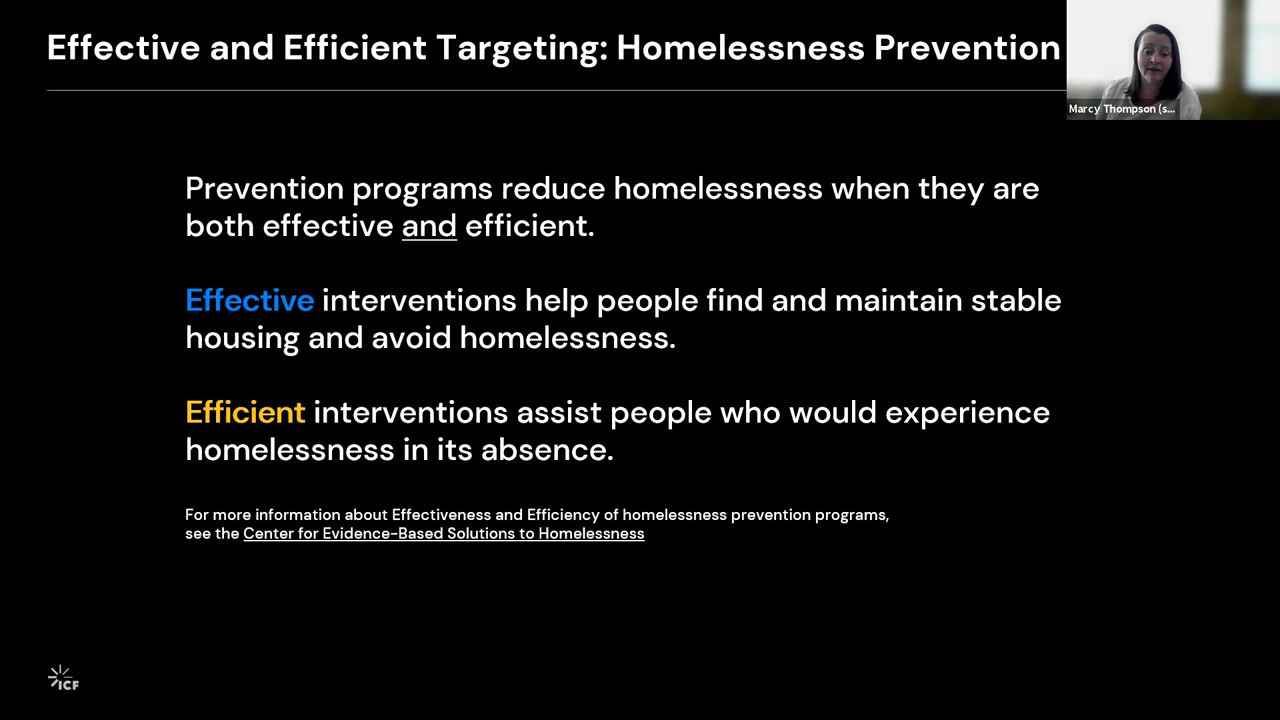 Effective and Efficient Targeting: Homelessness Prevention
Marcy Thompson (s...
Prevention programs reduce homelessness when they are
both effective and efficient.
Effective interventions help people find and maintain stable
housing and avoid homelessness.
Efficient interventions assist people who would experience
homelessness in its absence.
For more information about Effectiveness and Efficiency of homelessness prevention programs,
see the Center for Evidence-Based Solutions to Homelessness
ICF